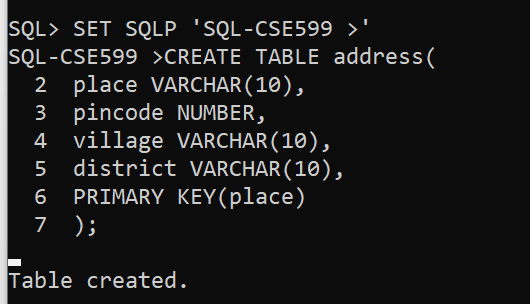 SQL> SET SQLP 'SQL-CSE599 >'
SQL-CSE599 >CREATE TABLE address(
  2  place VARCHAR(10),
  3  pincode NUMBER,
  4  village VARCHAR(10),
  5  district VARCHAR(10),
  6  PRIMARY KEY(place)
  7  );
Table created.